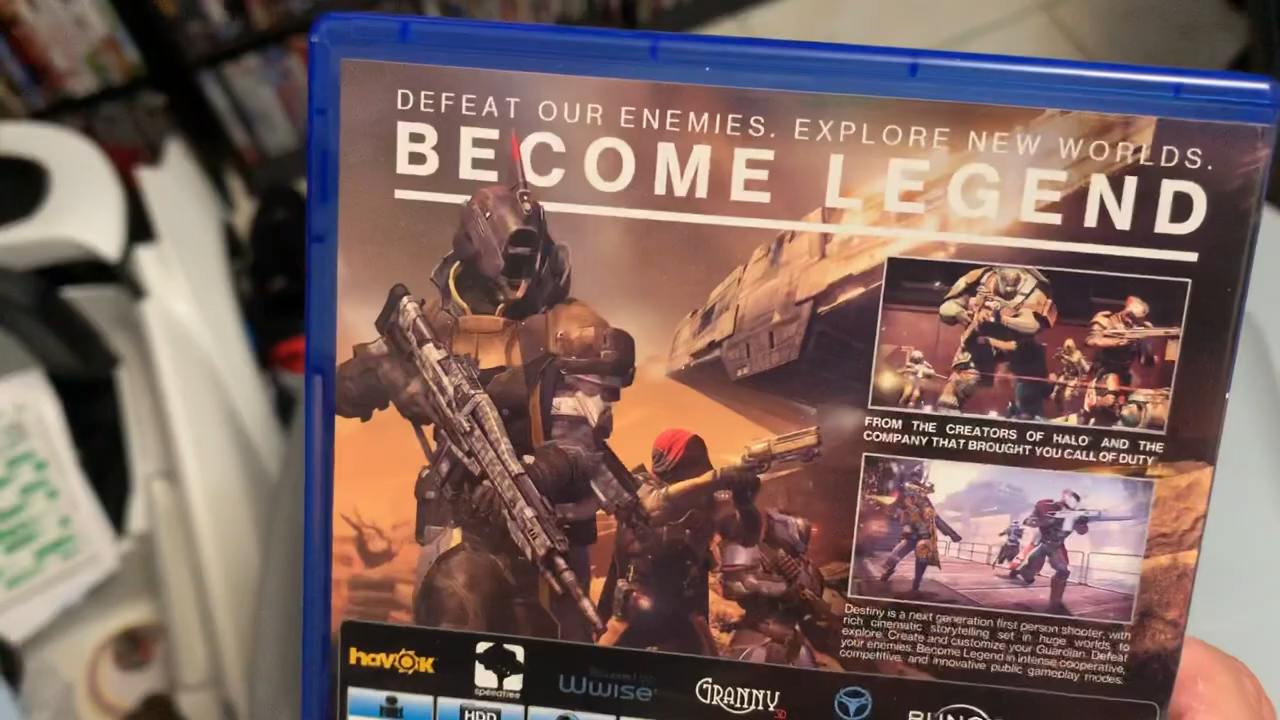 DEFEAT OUR ENEMIES. EXPLORE NEW WORLDS.
BECOME LEGEND
FROM THE CREATORS OF HALO® AND THE
COMPANY THAT BROUGHT YOU CALL OF DUTY
Destiny is a next generation first person shooter, with
rich cinematic storytelling set in huge worlds to
explore. Create and customize your Guardian. Defeat
your enemies. Become Legend in intense cooperative,
competitive, and innovative public gameplay modes.
havok
speedtree
Wwise
GRANNY 3D
HDD